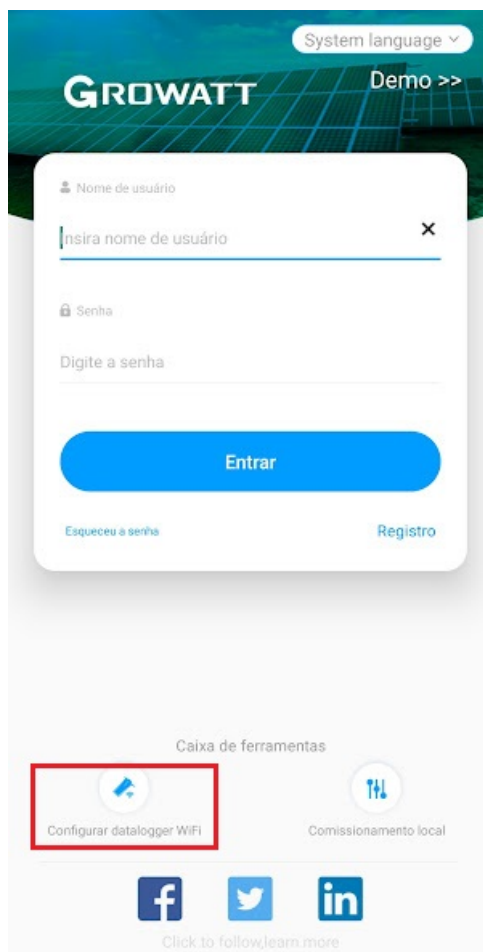 System language
GROWATT
Demo >>
Nome de usuário
Insira nome de usuário
Senha
Digite a senha
Entrar
Esqueceu a senha
Registro
Caixa de ferramentas
Configurar datalogger WiFi
Comissionamento local
Click to follow,learn more